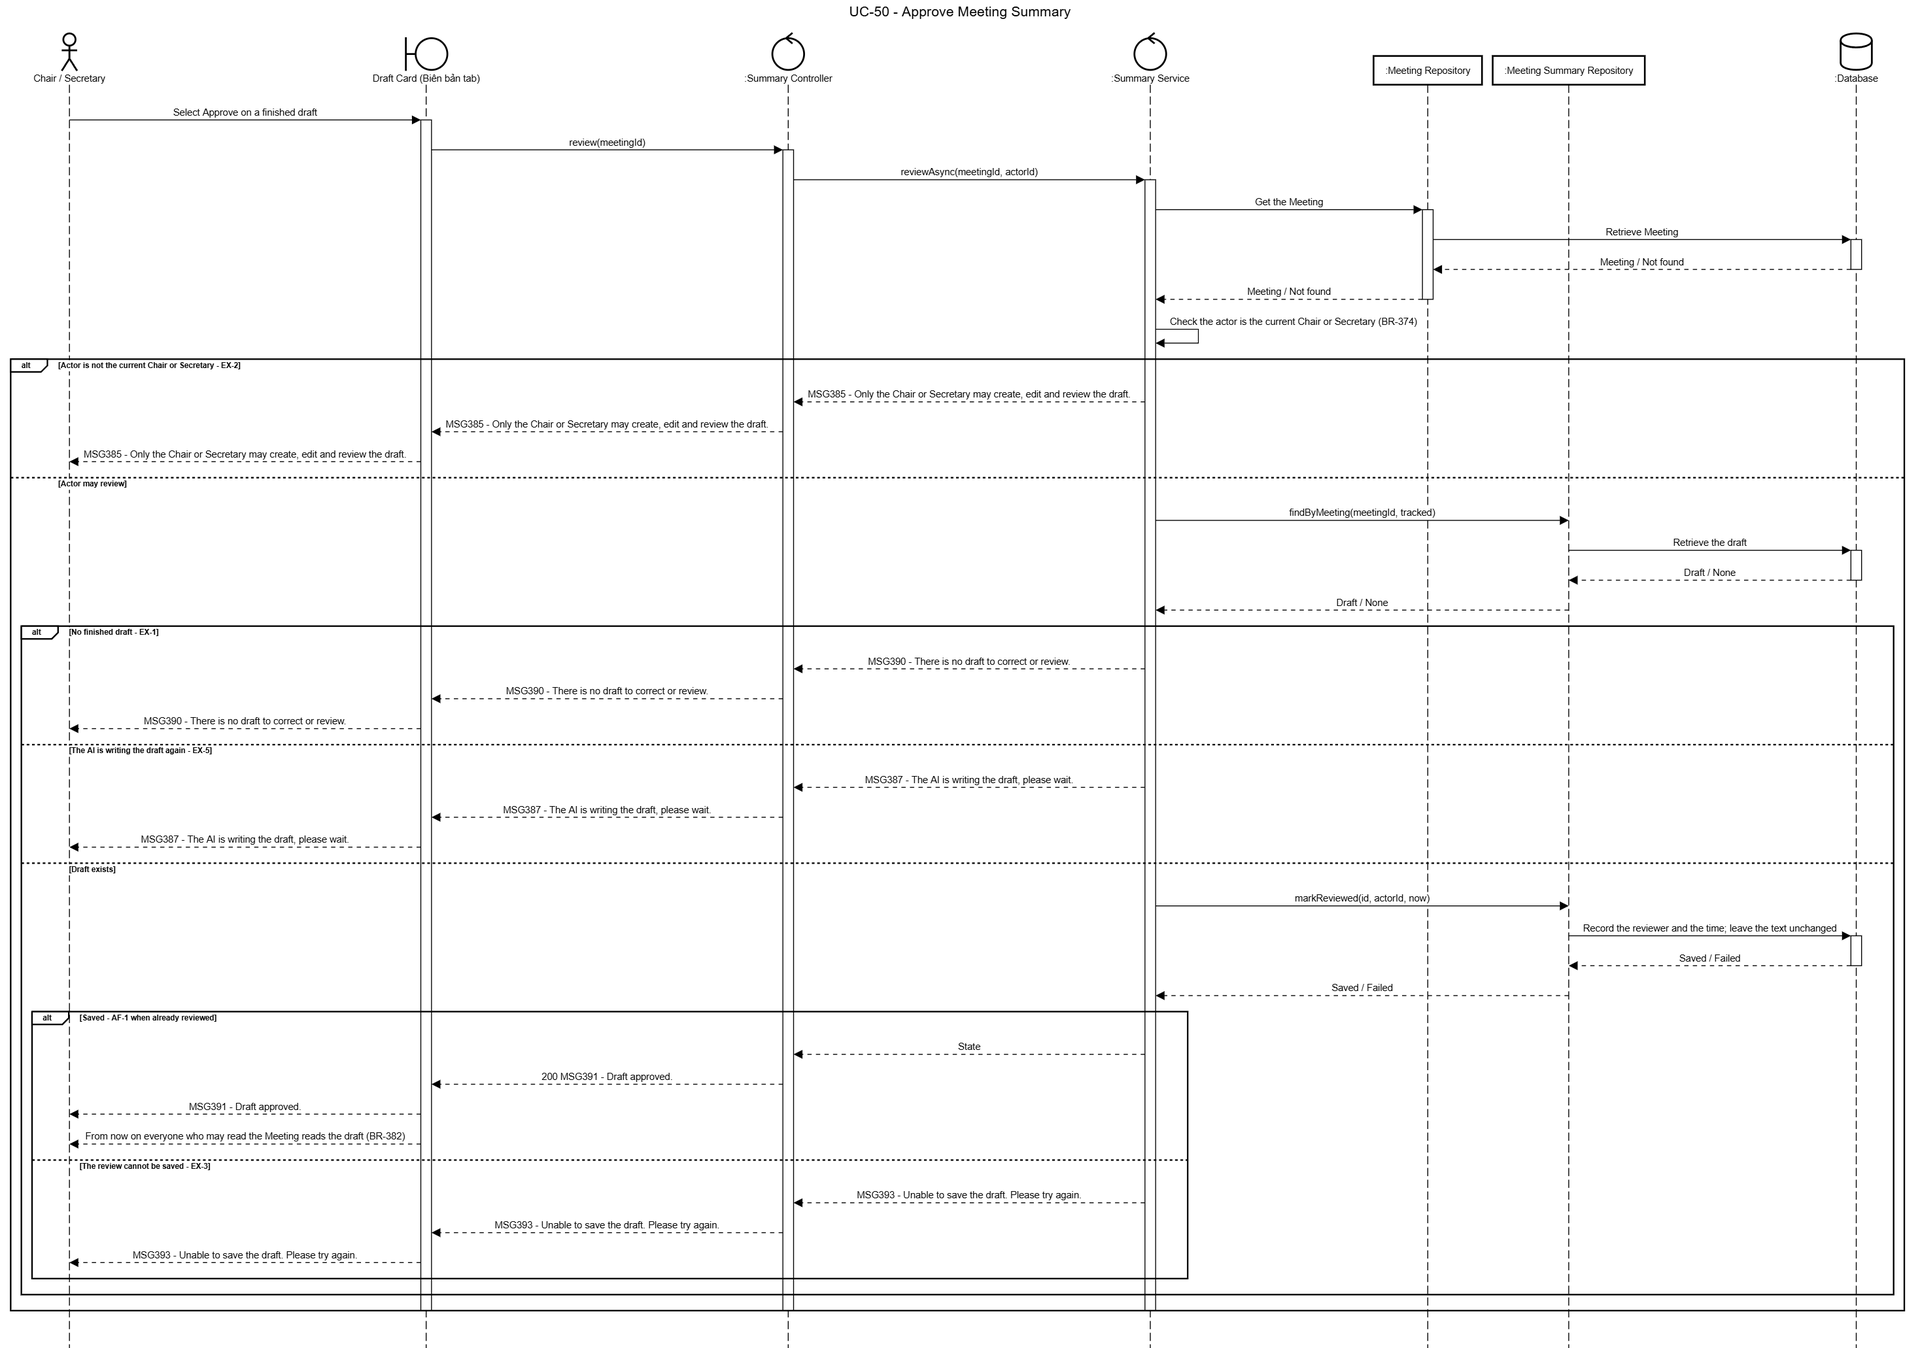 UC-50 - Approve Meeting Summary
Chair / Secretary
Draft Card (Biên bản tab)
:Summary Controller
:Summary Service
:Meeting Repository
:Meeting Summary Repository
:Database
Select Approve on a finished draft
review(meetingId)
reviewAsync(meetingId, actorId)
Get the Meeting
Retrieve Meeting
Meeting / Not found
Meeting / Not found
Check the actor is the current Chair or Secretary (BR-374)
alt
[Actor is not the current Chair or Secretary - EX-2]
MSG385 - Only the Chair or Secretary may create, edit and review the draft.
MSG385 - Only the Chair or Secretary may create, edit and review the draft.
MSG385 - Only the Chair or Secretary may create, edit and review the draft.
[Actor may review]
findByMeeting(meetingId, tracked)
Retrieve the draft
Draft / None
Draft / None
alt
[No finished draft - EX-1]
MSG390 - There is no draft to correct or review.
MSG390 - There is no draft to correct or review.
MSG390 - There is no draft to correct or review.
[The AI is writing the draft again - EX-5]
MSG387 - The AI is writing the draft, please wait.
MSG387 - The AI is writing the draft, please wait.
MSG387 - The AI is writing the draft, please wait.
[Draft exists]
markReviewed(id, actorId, now)
Record the reviewer and the time; leave the text unchanged
Saved / Failed
Saved / Failed
alt
[Saved - AF-1 when already reviewed]
State
200 MSG391 - Draft approved.
MSG391 - Draft approved.
From now on everyone who may read the Meeting reads the draft (BR-382)
[The review cannot be saved - EX-3]
MSG393 - Unable to save the draft. Please try again.
MSG393 - Unable to save the draft. Please try again.
MSG393 - Unable to save the draft. Please try again.